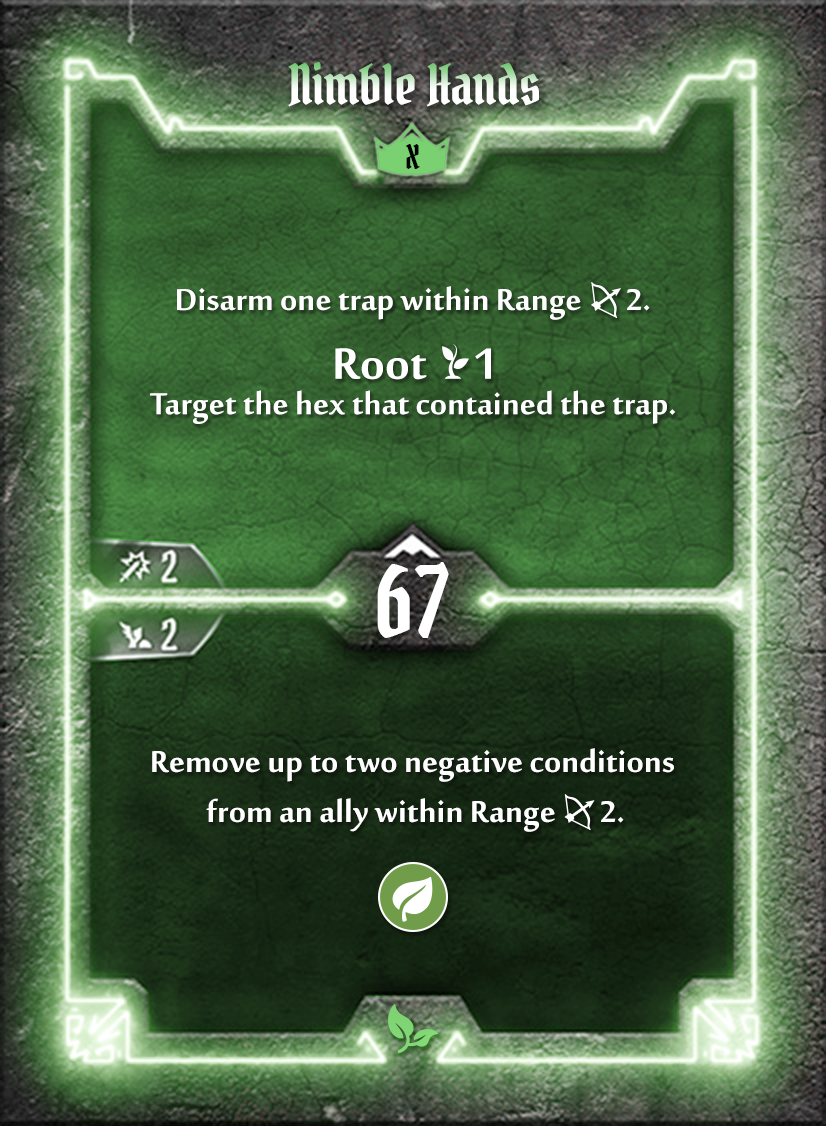 Nimble Hands
X
Disarm one trap within Range 2.
Root 1
Target the hex that contained the trap.
2
67
2
Remove up to two negative conditions
from an ally within Range 2.